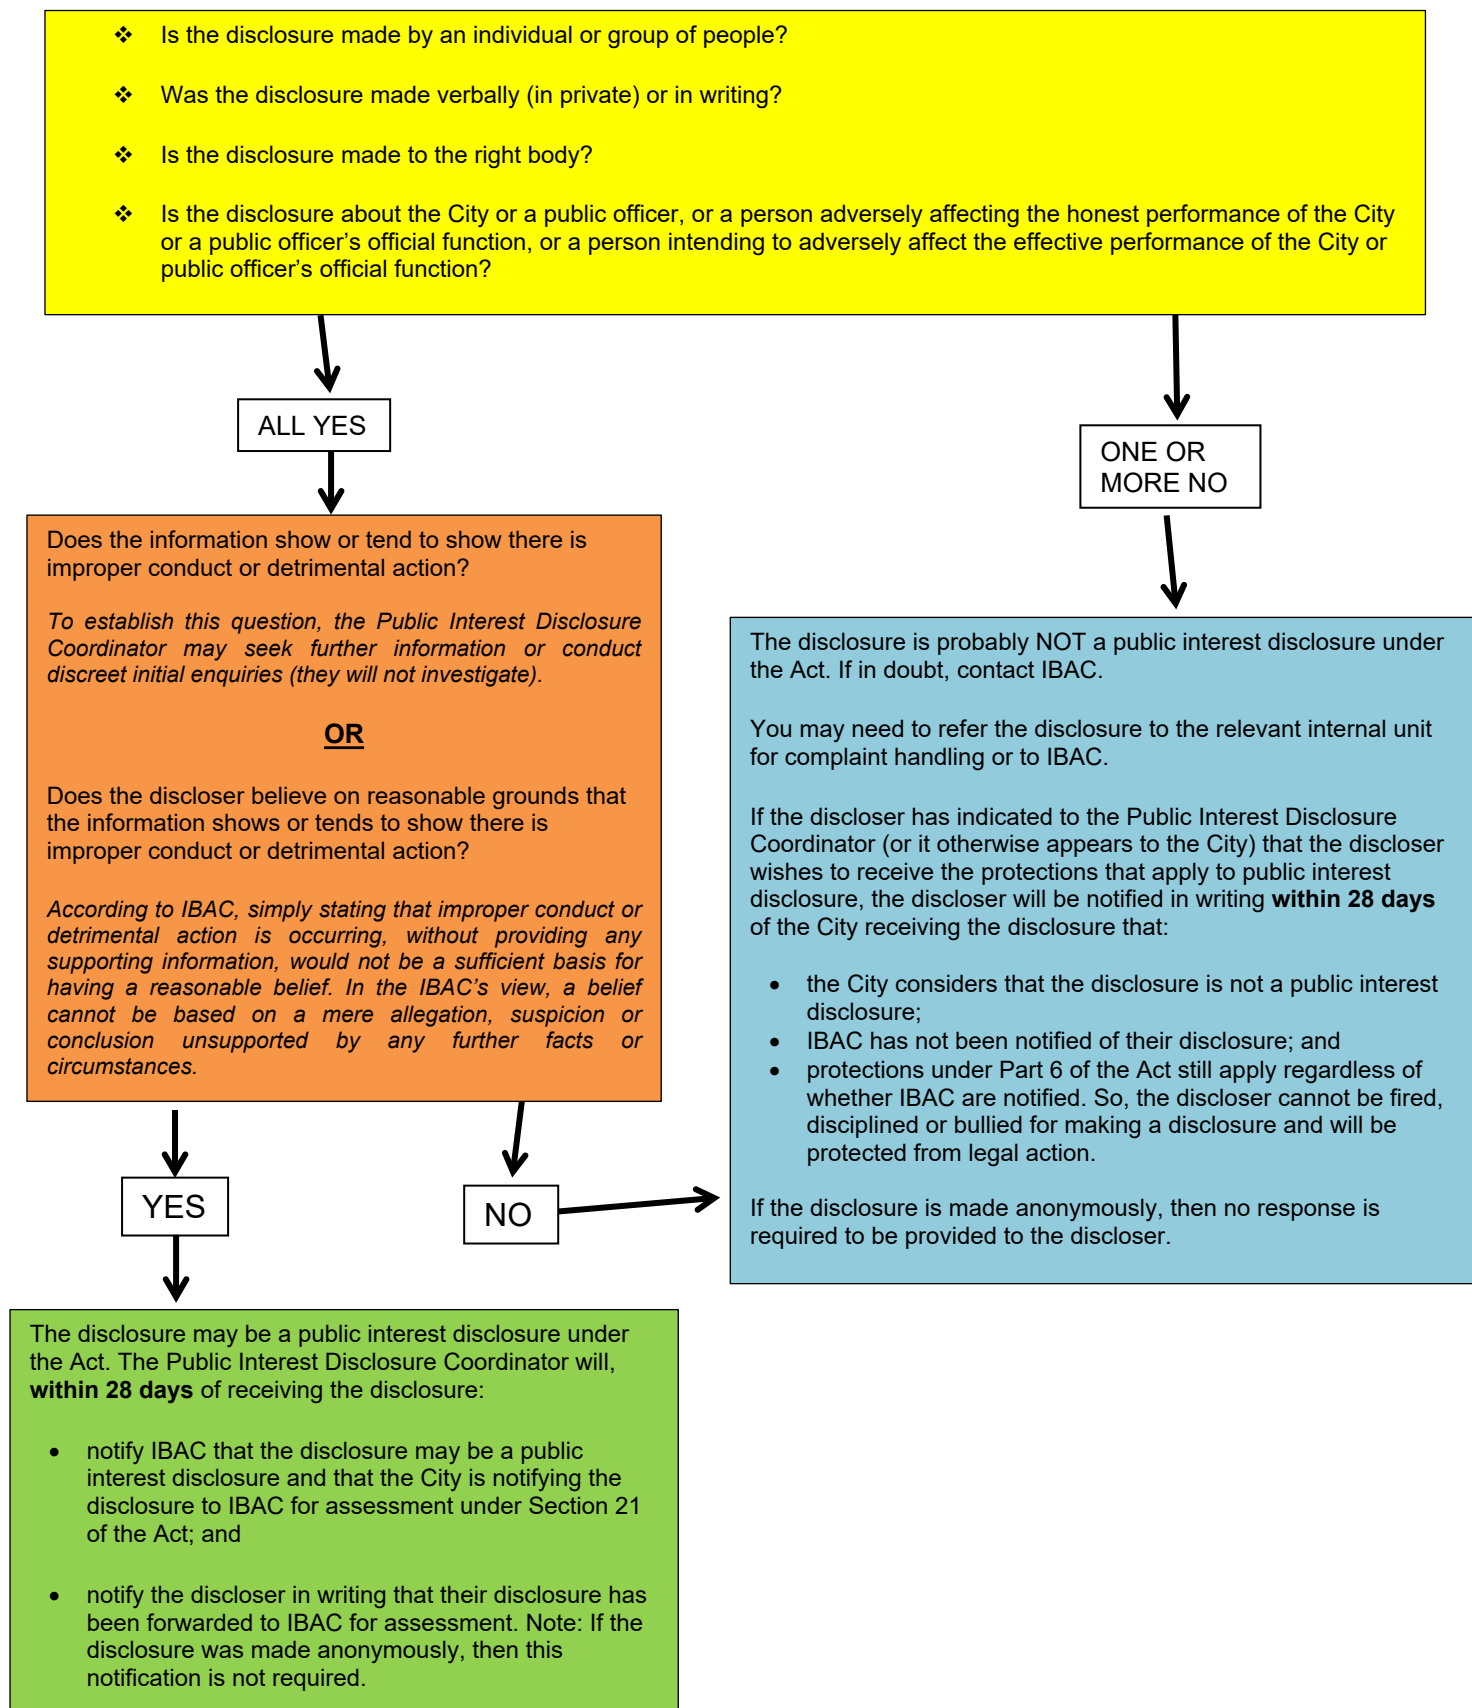 ❖ Is the disclosure made by an individual or group of people?
❖ Was the disclosure made verbally (in private) or in writing?
❖ Is the disclosure made to the right body?
❖ Is the disclosure about the City or a public officer, or a person adversely affecting the honest performance of the City
or a public officer’s official function, or a person intending to adversely affect the effective performance of the City or
public officer’s official function?
ALL YES
ONE OR
MORE NO
Does the information show or tend to show there is
improper conduct or detrimental action?
To establish this question, the Public Interest Disclosure
Coordinator may seek further information or conduct
discreet initial enquiries (they will not investigate).
OR
Does the discloser believe on reasonable grounds that
the information shows or tends to show there is
improper conduct or detrimental action?
According to IBAC, simply stating that improper conduct or
detrimental action is occurring, without providing any
supporting information, would not be a sufficient basis for
having a reasonable belief. In the IBAC’s view, a belief
cannot be based on a mere allegation, suspicion or
conclusion unsupported by any further facts or
circumstances.
The disclosure is probably NOT a public interest disclosure under
the Act. If in doubt, contact IBAC.
You may need to refer the disclosure to the relevant internal unit
for complaint handling or to IBAC.
If the discloser has indicated to the Public Interest Disclosure
Coordinator (or it otherwise appears to the City) that the discloser
wishes to receive the protections that apply to public interest
disclosure, the discloser will be notified in writing within 28 days
of the City receiving the disclosure that:
• the City considers that the disclosure is not a public interest
disclosure;
• IBAC has not been notified of their disclosure; and
• protections under Part 6 of the Act still apply regardless of
whether IBAC are notified. So, the discloser cannot be fired,
disciplined or bullied for making a disclosure and will be
protected from legal action.
If the disclosure is made anonymously, then no response is
required to be provided to the discloser.
YES
NO
The disclosure may be a public interest disclosure under
the Act. The Public Interest Disclosure Coordinator will,
within 28 days of receiving the disclosure:
• notify IBAC that the disclosure may be a public
interest disclosure and that the City is notifying the
disclosure to IBAC for assessment under Section 21
of the Act; and
• notify the discloser in writing that their disclosure has
been forwarded to IBAC for assessment. Note: If the
disclosure was made anonymously, then this
notification is not required.